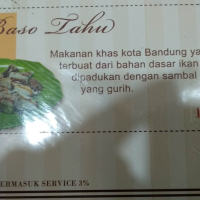 Baso Tahu
Makanan khas kota Bandung ya
terbuat dari bahan dasar ikan
dipadukan dengan sambal
yang gurih.
ERMASUK SERVICE 3%